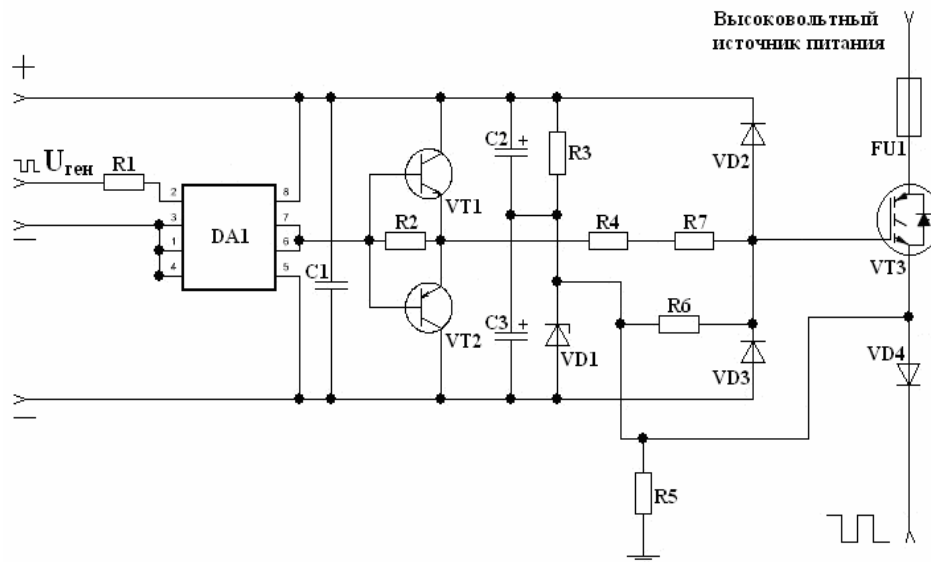 Высоковольтный
источник питания
+
C2 +
R3
VD2
FU1
Uген
R1
2
8
VT1
3
7
DA1
R2
R4
R7
1
6
VT3
4
5
C1
C3 +
R6
VT2
VD1
VD3
VD4
R5